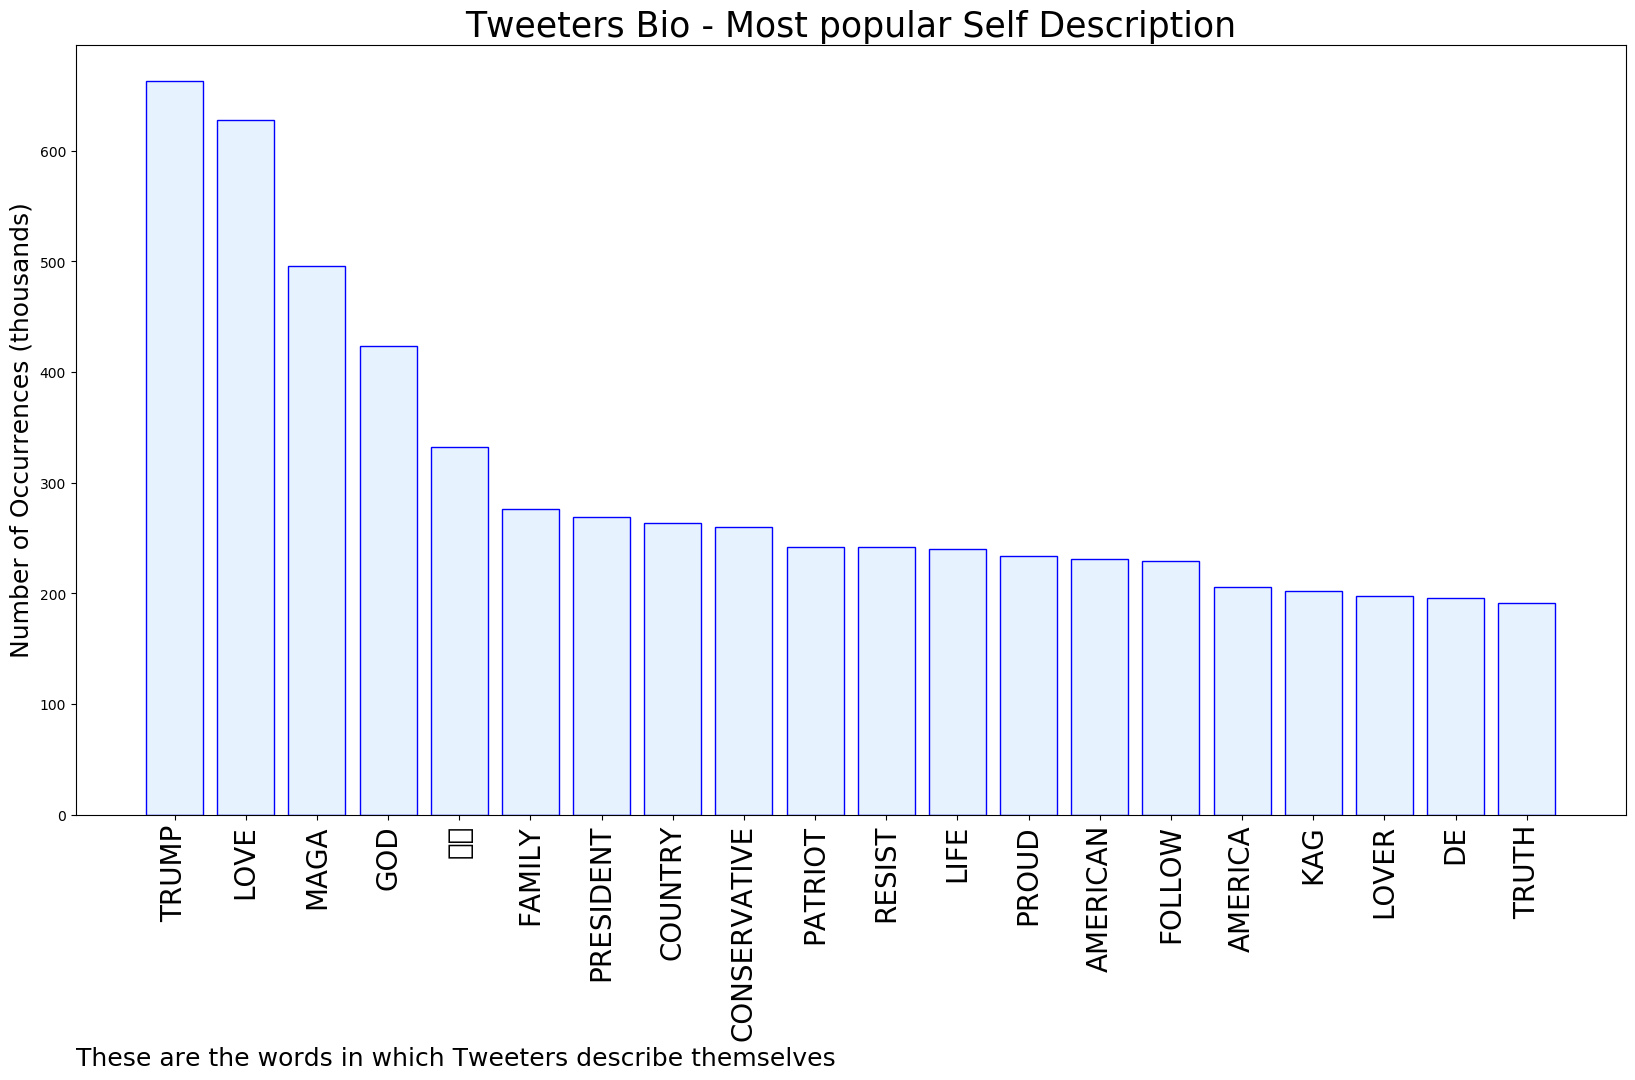 Tweeters Bio - Most popular Self Description
Number of Occurrences (thousands)
600
500
400
300
200
100
0
TRUMP
LOVE
MAGA
GOD
FAMILY
PRESIDENT
COUNTRY
CONSERVATIVE
PATRIOT
RESIST
LIFE
PROUD
AMERICAN
FOLLOW
AMERICA
KAG
LOVER
DE
TRUTH
These are the words in which Tweeters describe themselves